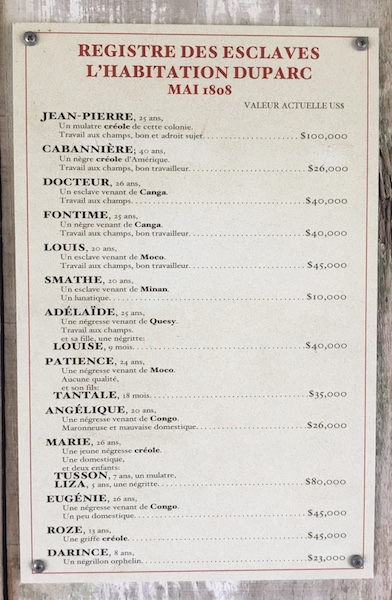 REGISTRE DES ESCLAVES
L'HABITATION DUPARC
MAI 1808
VALEUR ACTUELLE US$
JEAN-PIERRE, 25 ans,
Un mulatre créole de cette colonie.
Travail aux champs, bon et adroit sujet. $100,000
CABANNIÈRE; 40 ans,
Un nègre créole d'Amérique.
Travail aux champs, bon travailleur. $26,000
DOCTEUR, 26 ans,
Un esclave venant de Canga.
Travail aux champs. $40,000
FONTIME, 25 ans,
Un nègre venant de Canga.
Travail aux champs, bon travailleur. $40,000
LOUIS, 20 ans,
Un esclave venant de Moco.
Travail aux champs, bon travailleur. $45,000
SMATHE, 20 ans,
Un esclave venant de Minan.
Un lunatique. $10,000
ADÉLAÏDE, 25 ans,
Une négresse venant de Quesy.
Travail aux champs.
et sa fille, une négritte:
LOUISE, 9 mois. $40,000
PATIENCE, 24 ans,
Une négresse venant de Moco.
Aucune qualité,
et son fils:
TANTALE, 18 mois. $35,000
ANGÉLIQUE, 20 ans,
Une négresse venant de Congo.
Marronneuse et mauvaise domestique. $26,000
MARIE, 26 ans,
Une jeune négresse créole.
Une domestique,
et deux enfants:
TUSSON, 7 ans, un mulatre,
LIZA, 5 ans, une négritte. $80,000
EUGÉNIE, 26 ans,
Une négresse venant de Congo.
Un peu domestique. $45,000
ROZE, 13 ans,
Une griffe créole. $45,000
DARINCE, 8 ans,
Un négrillon orphelin. $23,000